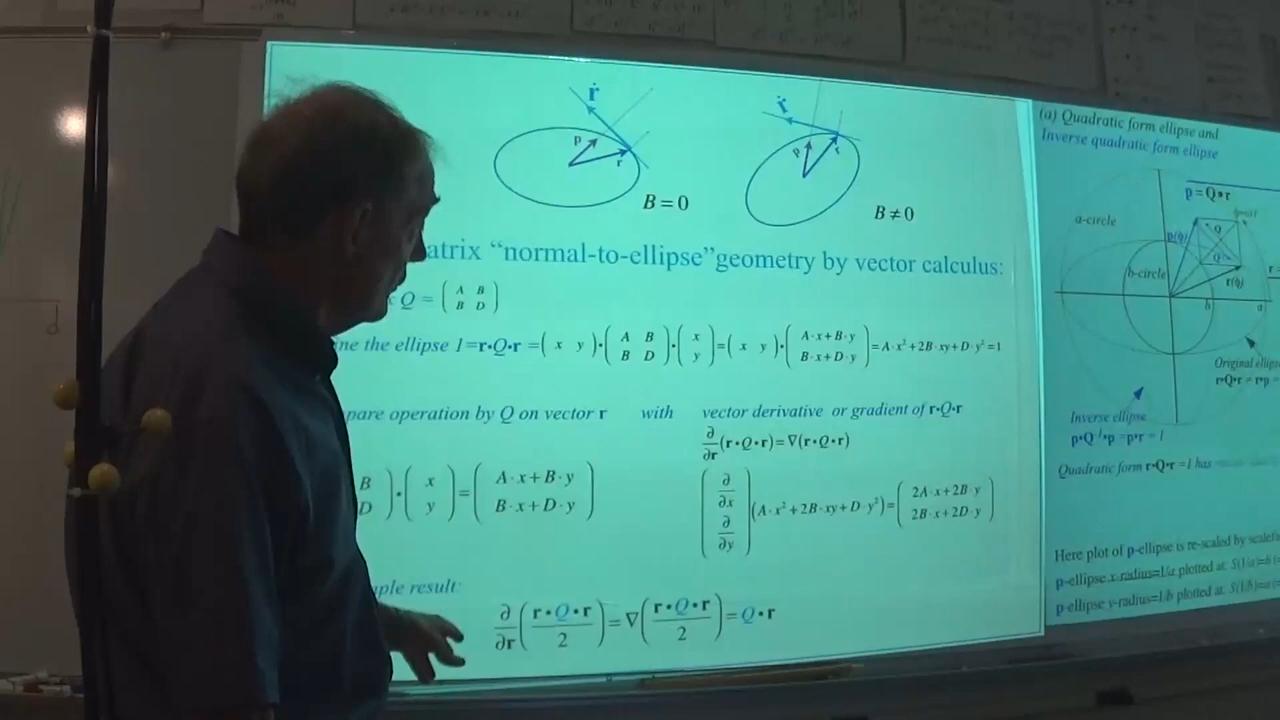 ṙ
p
r
B = 0
ṙ
p
r
B ≠ 0
atrix “normal-to-ellipse”geometry by vector calculus:
Q = ( A B
B D )
ne the ellipse 1=r•Q•r = ( x y )•( A B
B D )•( x
y ) = ( x y )•( A·x+B·y
B·x+D·y ) = A·x²+2B·xy+D·y²=1
pare operation by Q on vector r with vector derivative or gradient of r•Q•r
∂/∂r (r•Q•r)=∇(r•Q•r)
B
D )•( x
y ) = ( A·x+B·y
B·x+D·y )
( ∂/∂x
∂/∂y ) (A·x²+2B·xy+D·y²) = ( 2A·x+2B·y
2B·x+2D·y )
ple result:
∂/∂r ( r•Q•r / 2 ) = ∇( r•Q•r / 2 ) = Q•r
(a) Quadratic form ellipse and
Inverse quadratic form ellipse
p=Q•r
a-circle
p(ϕ)
Q
b-circle
r(ϕ)
b
a
Original ellips
r•Q•r = r•p =
Inverse ellipse
p•Q⁻¹•p =p•r = 1
Quadratic form r•Q•r =1 has
Here plot of p-ellipse is re-scaled by scalefa
p-ellipse x-radius=1/a plotted at: S(1/a)=b
p-ellipse y-radius=1/b plotted at: S(1/b)=a